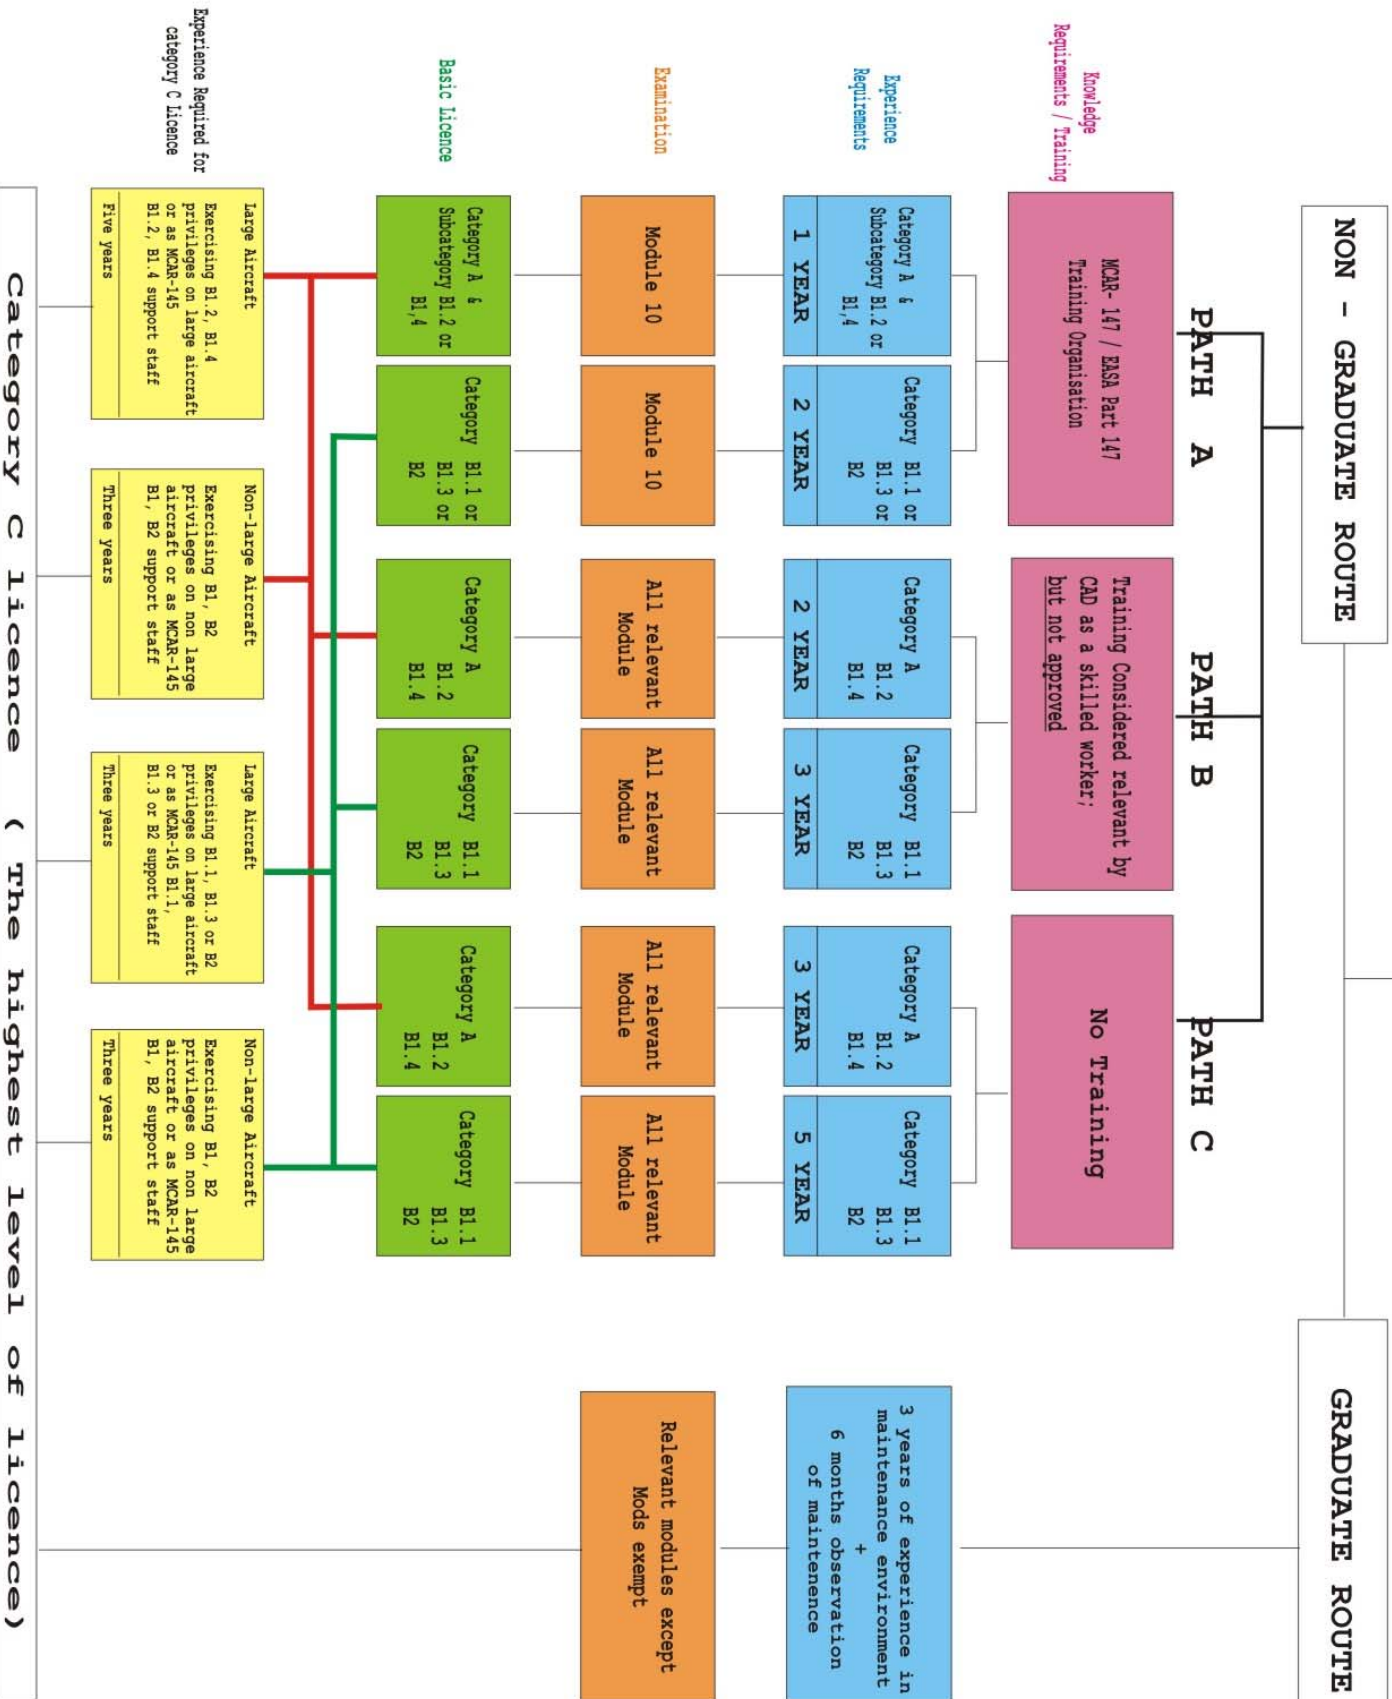 NON - GRADUATE ROUTE
GRADUATE ROUTE
PATH A
PATH B
PATH C
Knowledge
Requirements / Training
MCAR- 147 / EASA Part 147
Training Organisation
Training Considered relevant by
CAD as a skilled worker;
but not approved
No Training
Experience
Requirements
Category A &
Subcategory B1.2 or
B1,4
1 YEAR
Category B1.1 or
B1.3 or
B2
2 YEAR
Category A
B1.2
B1.4
2 YEAR
Category B1.1
B1.3
B2
3 YEAR
Category A
B1.2
B1.4
3 YEAR
Category B1.1
B1.3
B2
5 YEAR
3 years of experience in
maintenance environment
+
6 months observation
of maintenence
Examination
Module 10
Module 10
All relevant
Module
All relevant
Module
All relevant
Module
All relevant
Module
Relevant modules except
Mods exempt
Basic Licence
Category A &
Subcategory B1.2 or
B1,4
Category B1.1 or
B1.3 or
B2
Category A
B1.2
B1.4
Category B1.1
B1.3
B2
Category A
B1.2
B1.4
Category B1.1
B1.3
B2
Experience Required for
category C Licence
Large Aircraft
Exercising B1.2, B1.4
privileges on large aircraft
or as MCAR-145
B1.2, B1.4 support staff
Five years
Non-large Aircraft
Exercising B1, B2
privileges on non large
aircraft or as MCAR-145
B1, B2 support staff
Three years
Large Aircraft
Exercising B1.1, B1.3 or B2
privileges on large aircraft
or as MCAR-145 B1.1,
B1.3 or B2 support staff
Three years
Non-large Aircraft
Exercising B1, B2
privileges on non large
aircraft or as MCAR-145
B1, B2 support staff
Three years
Category C licence ( The highest level of licence)